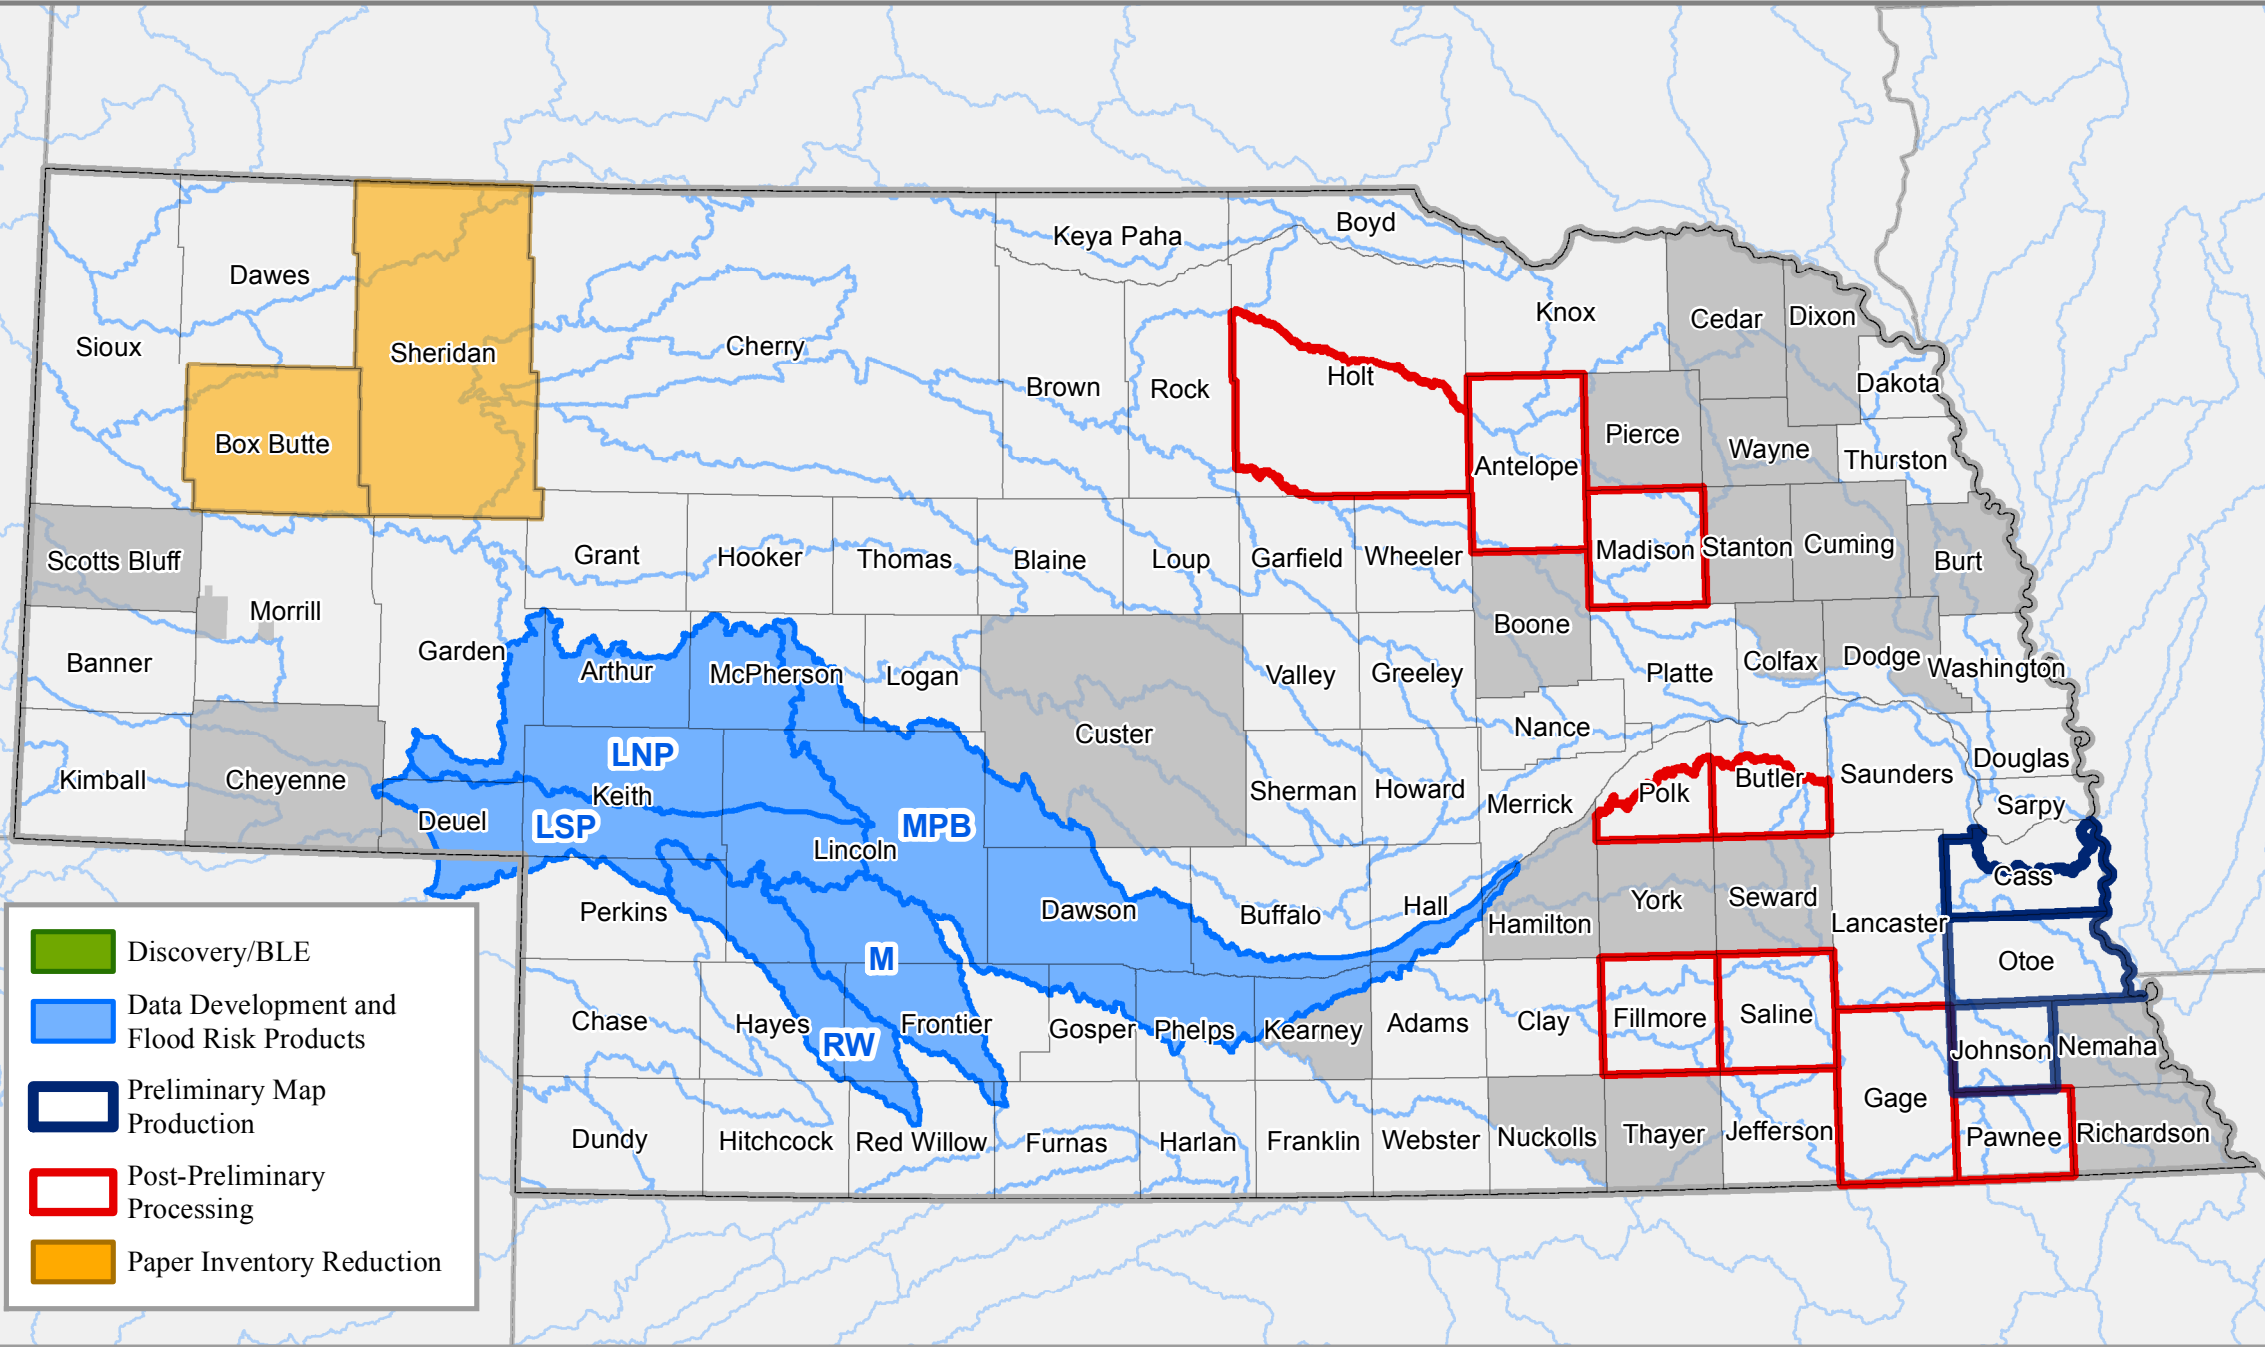 Boyd
Keya Paha
Dawes
Knox
Cedar
Dixon
Sioux
Sheridan
Cherry
Holt
Dakota
Brown
Rock
Box Butte
Pierce
Wayne
Antelope
Thurston
Scotts Bluff
Grant
Hooker
Thomas
Blaine
Loup
Garfield
Wheeler
Madison
Stanton
Cuming
Burt
Morrill
Boone
Garden
Banner
Arthur
McPherson
Logan
Valley
Greeley
Platte
Colfax
Dodge
Washington
Custer
Nance
LNP
Kimball
Cheyenne
Keith
Sherman
Howard
Merrick
Polk
Butler
Saunders
Douglas
Sarpy
Deuel
LSP
MPB
Lincoln
Cass
Perkins
Dawson
Buffalo
Hall
Hamilton
York
Seward
Lancaster
M
Otoe
Chase
Hayes
RW
Frontier
Gosper
Phelps
Kearney
Adams
Clay
Fillmore
Saline
Johnson
Nemaha
Gage
Dundy
Hitchcock
Red Willow
Furnas
Harlan
Franklin
Webster
Nuckolls
Thayer
Jefferson
Pawnee
Richardson
Discovery/BLE
Data Development and
Flood Risk Products
Preliminary Map
Production
Post-Preliminary
Processing
Paper Inventory Reduction